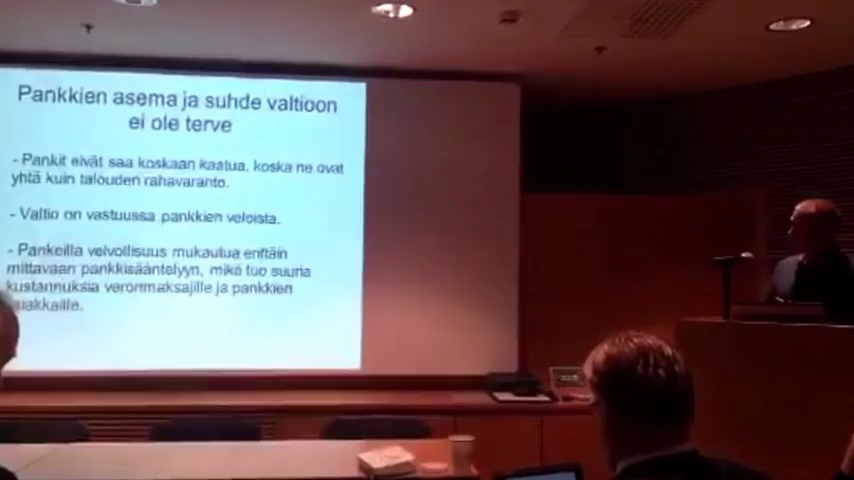 Pankkien asema ja suhde valtioon
ei ole terve
- Pankit eivät saa koskaan kaatua, koska ne ovat
yhtä kuin talouden rahavaranto.
- Valtio on vastuussa pankkien veloista.
- Pankeilla velvollisuus mukautua erittäin
mittavaan pankkisääntelyyn, mikä tuo suuria
kustannuksia veronmaksajille ja pankkien